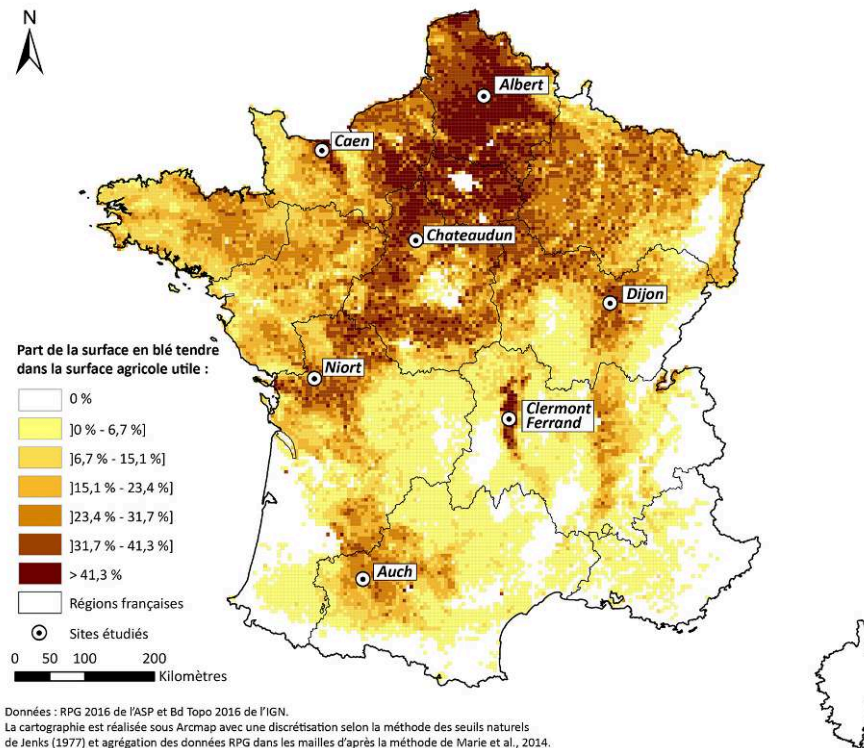 N
Albert
Caen
Chateaudun
Dijon
Niort
Clermont
Ferrand
Auch
Part de la surface en blé tendre
dans la surface agricole utile :
0 %
]0 % - 6,7 %]
]6,7 % - 15,1 %]
]15,1 % - 23,4 %]
]23,4 % - 31,7 %]
]31,7 % - 41,3 %]
> 41,3 %
Régions françaises
Sites étudiés
0 50 100 200
Kilomètres
Données : RPG 2016 de l'ASP et Bd Topo 2016 de l'IGN.
La cartographie est réalisée sous Arcmap avec une discrétisation selon la méthode des seuils naturels
de Jenks (1977) et agrégation des données RPG dans les mailles d'après la méthode de Marie et al., 2014.